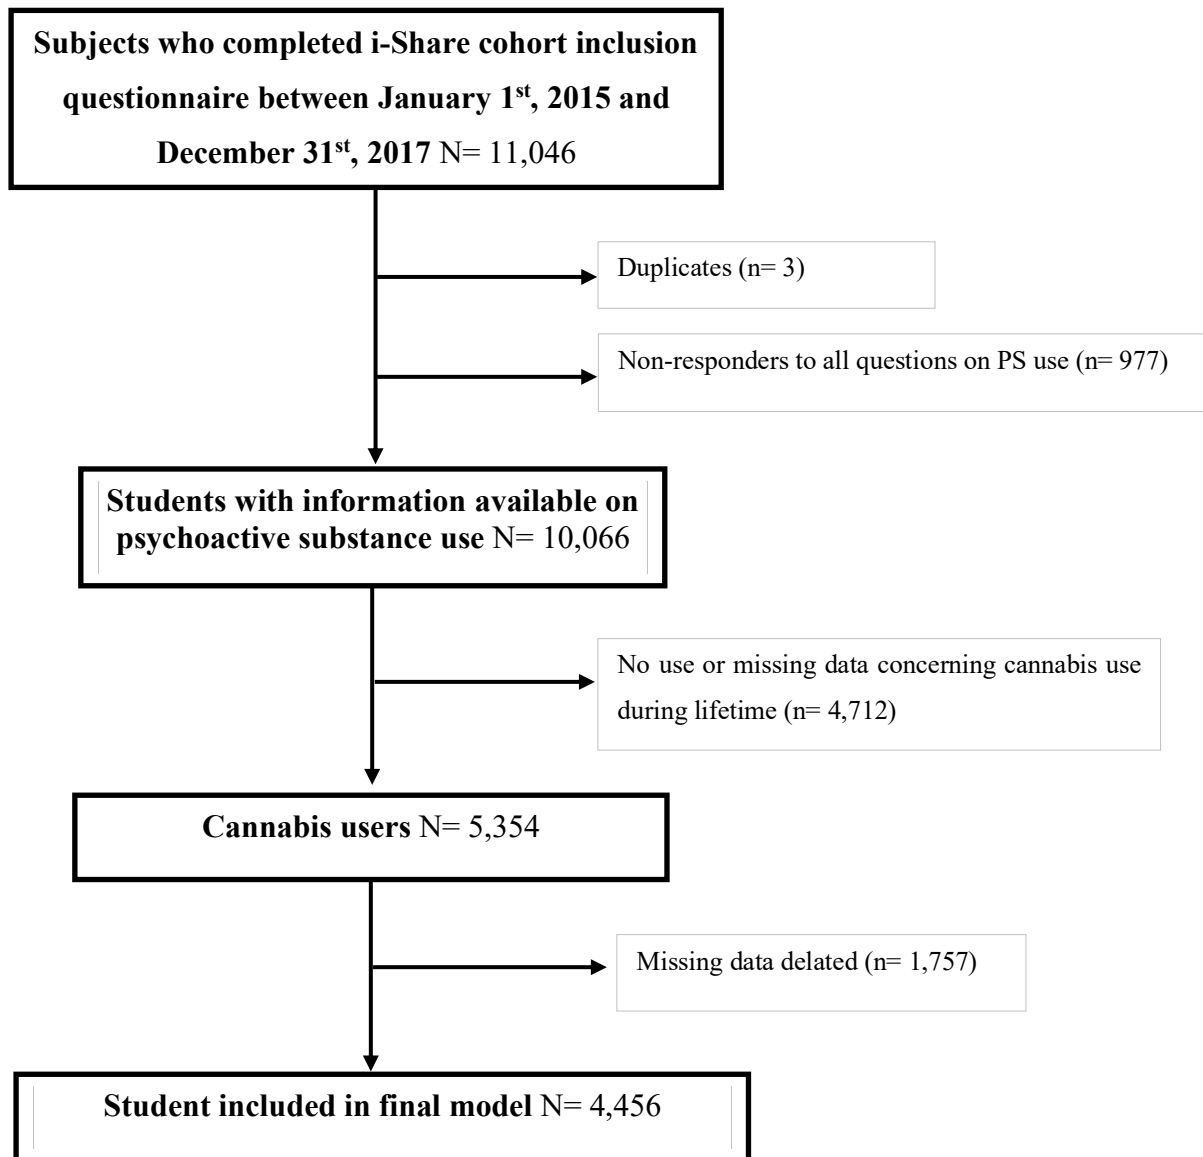 Subjects who completed i-Share cohort inclusion
questionnaire between January 1st, 2015 and
December 31st, 2017 N= 11,046
Duplicates (n= 3)
Non-responders to all questions on PS use (n= 977)
Students with information available on
psychoactive substance use N= 10,066
No use or missing data concerning cannabis use
during lifetime (n= 4,712)
Cannabis users N= 5,354
Missing data delated (n= 1,757)
Student included in final model N= 4,456